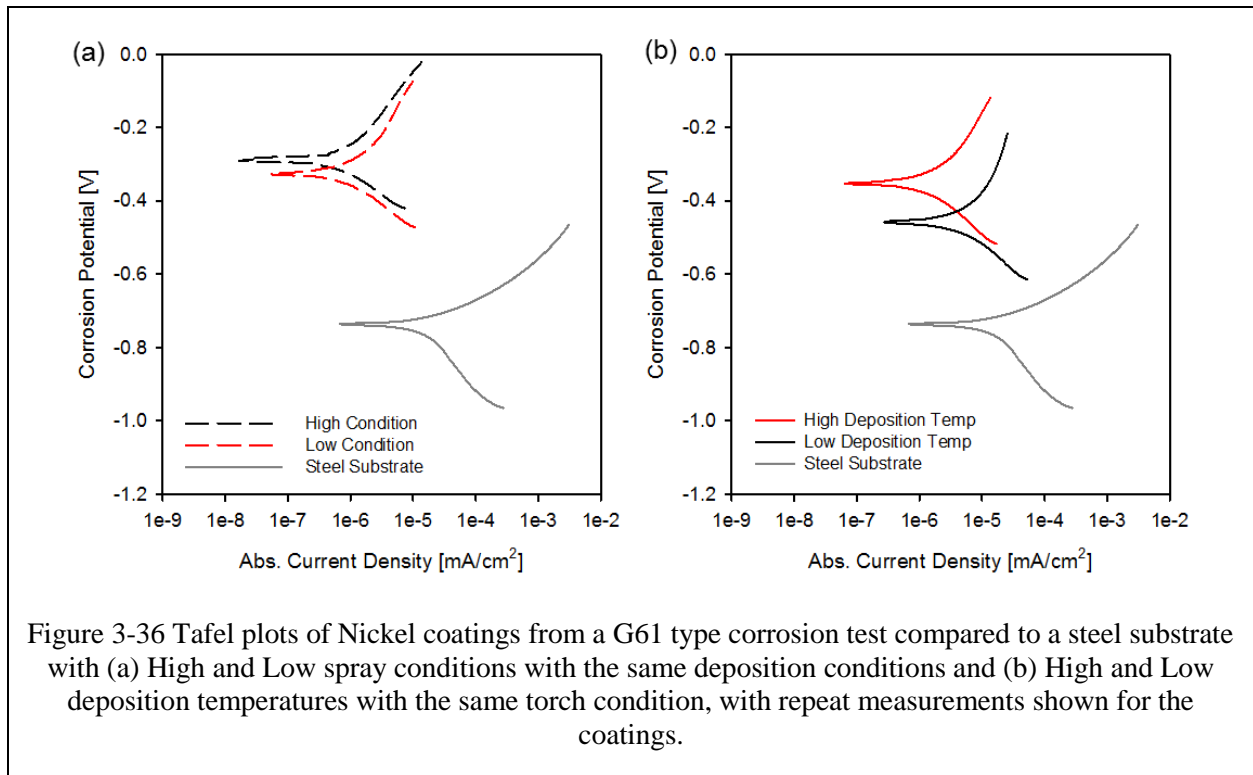 (a)
0.0
-0.2
-0.4
-0.6
-0.8
-1.0
-1.2
Corrosion Potential [V]
High Condition
Low Condition
Steel Substrate
1e-9 1e-8 1e-7 1e-6 1e-5 1e-4 1e-3 1e-2
Abs. Current Density [mA/cm²]
(b)
0.0
-0.2
-0.4
-0.6
-0.8
-1.0
-1.2
Corrosion Potential [V]
High Deposition Temp
Low Deposition Temp
Steel Substrate
1e-9 1e-8 1e-7 1e-6 1e-5 1e-4 1e-3 1e-2
Abs. Current Density [mA/cm²]
Figure 3-36 Tafel plots of Nickel coatings from a G61 type corrosion test compared to a steel substrate
with (a) High and Low spray conditions with the same deposition conditions and (b) High and Low
deposition temperatures with the same torch condition, with repeat measurements shown for the
coatings.